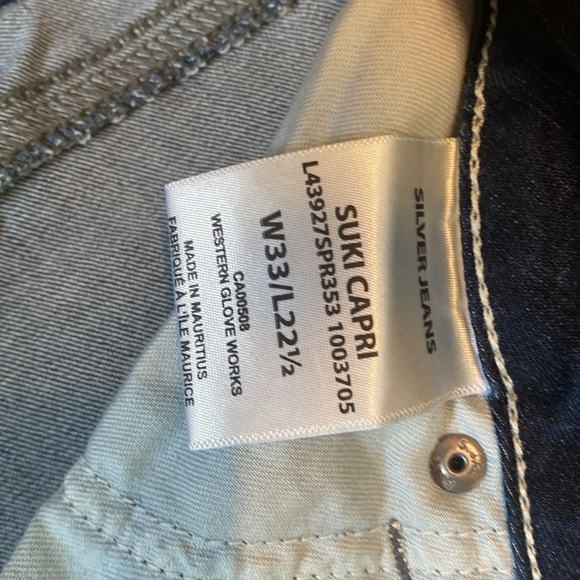 SILVER JEANS
SUKI CAPRI
L43927SPR353 1003705
W33/L22½
CA00508
WESTERN GLOVE WORKS
MADE IN MAURITIUS
FABRIQUÉ À L'ÎLE MAURICE